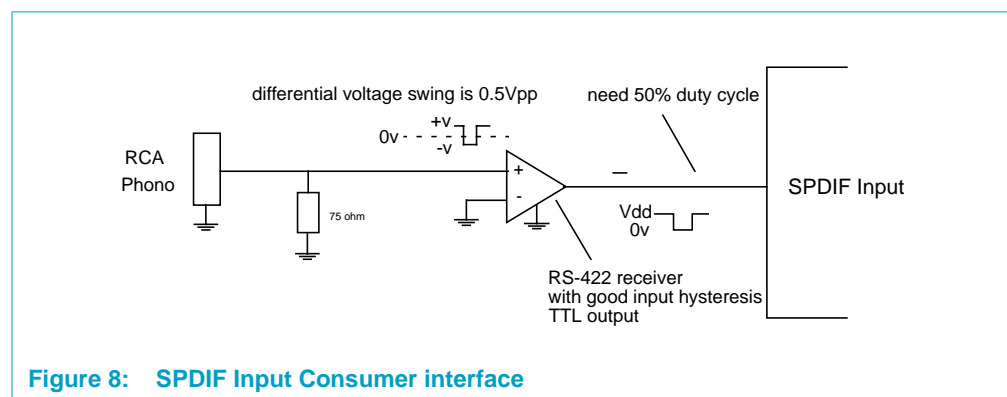 differential voltage swing is 0.5Vpp
need 50% duty cycle
+v
0v
-v
RCA
Phono
+
-
75 ohm
SPDIF Input
Vdd
0v
RS-422 receiver
with good input hysteresis
TTL output
Figure 8: SPDIF Input Consumer interface